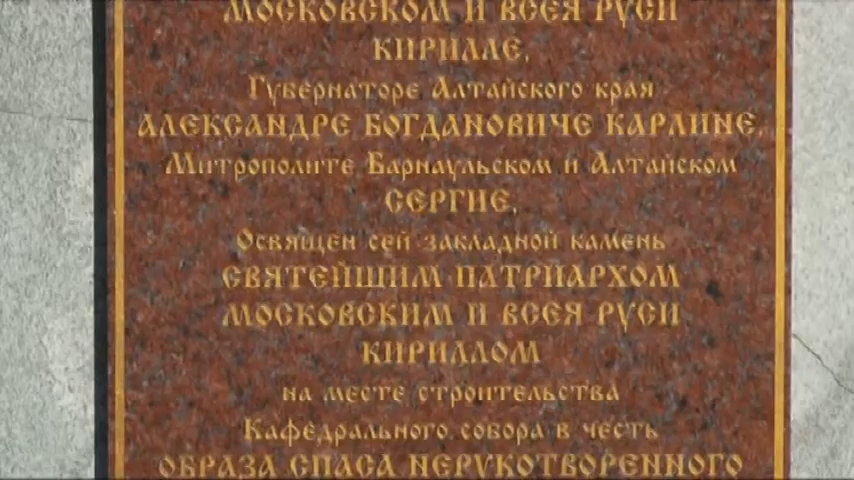 МОСКОВСКОМ И ВСЕЯ РУСИ
КИРИЛЛЕ,
Губернаторе Алтайского края
АЛЕКСАНДРЕ БОГДАНОВИЧЕ КАРЛИНЕ,
Митрополите Барнаульском и Алтайском
СЕРГИЕ,
Освящен сей закладной камень
СВЯТЕЙШИМ ПАТРИАРХОМ
МОСКОВСКИМ И ВСЕЯ РУСИ
КИРИЛЛОМ
на месте строительства
Кафедрального собора в честь
ОБРАЗА СПАСА НЕРУКОТВОРЕННОГО